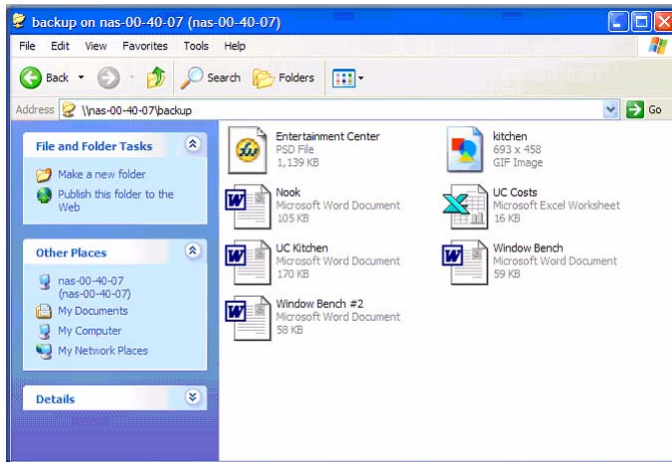 backup on nas-00-40-07 (nas-00-40-07)
File Edit View Favorites Tools Help
Back Search Folders
Address \\nas-00-40-07\backup Go
File and Folder Tasks
Make a new folder
Publish this folder to the
Web
Other Places
nas-00-40-07
(nas-00-40-07)
My Documents
My Computer
My Network Places
Details
Entertainment Center
PSD File
1,139 KB
kitchen
693 x 458
GIF Image
Nook
Microsoft Word Document
105 KB
UC Costs
Microsoft Excel Worksheet
16 KB
UC Kitchen
Microsoft Word Document
170 KB
Window Bench
Microsoft Word Document
59 KB
Window Bench #2
Microsoft Word Document
58 KB